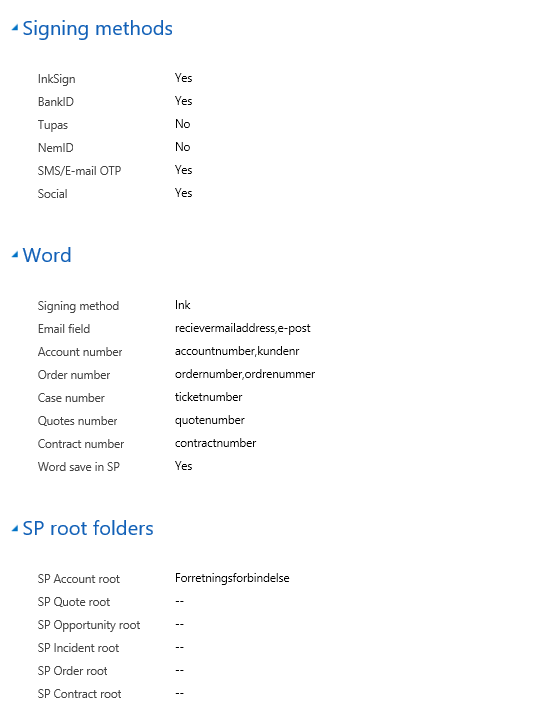 Signing methods
InkSign Yes
BankID Yes
Tupas No
NemID No
SMS/E-mail OTP Yes
Social Yes
Word
Signing method Ink
Email field recievermailaddress,e-post
Account number accountnumber,kundenr
Order number ordernumber,ordrenummer
Case number ticketnumber
Quotes number quotenumber
Contract number contractnumber
Word save in SP Yes
SP root folders
SP Account root Forretningsforbindelse
SP Quote root --
SP Opportunity root --
SP Incident root --
SP Order root --
SP Contract root --